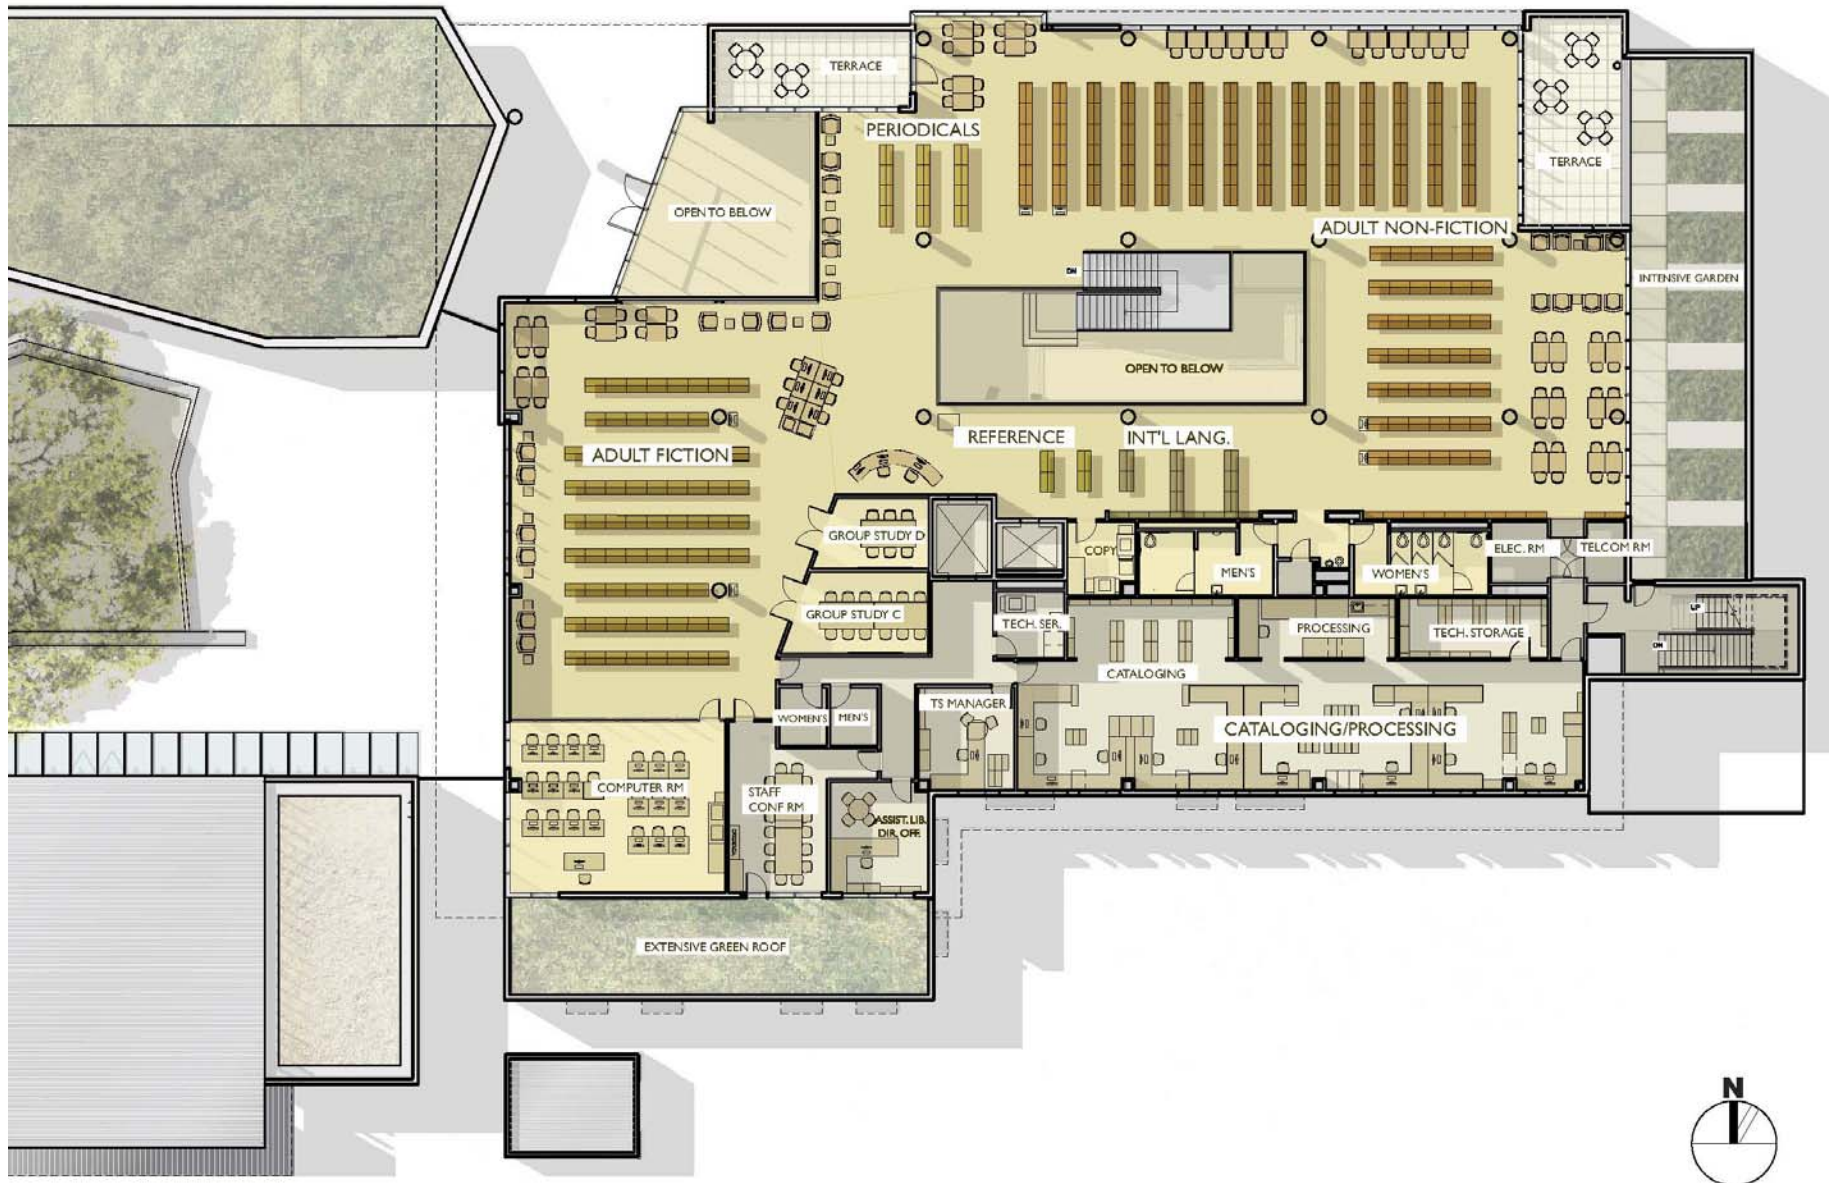 TERRACE
PERIODICALS
TERRACE
OPEN TO BELOW
ADULT NON-FICTION
DN
INTENSIVE GARDEN
OPEN TO BELOW
REFERENCE
INT'L LANG.
ADULT FICTION
GROUP STUDY D
COPY
MEN'S
WOMEN'S
ELEC. RM
TELCOM RM
GROUP STUDY C
TECH. SER.
PROCESSING
TECH. STORAGE
UP
DN
CATALOGING
TS MANAGER
WOMEN'S
MEN'S
CATALOGING/PROCESSING
COMPUTER RM
STAFF
CONF RM
ASSIST. LIB.
DIR. OFF.
EXTENSIVE GREEN ROOF
N